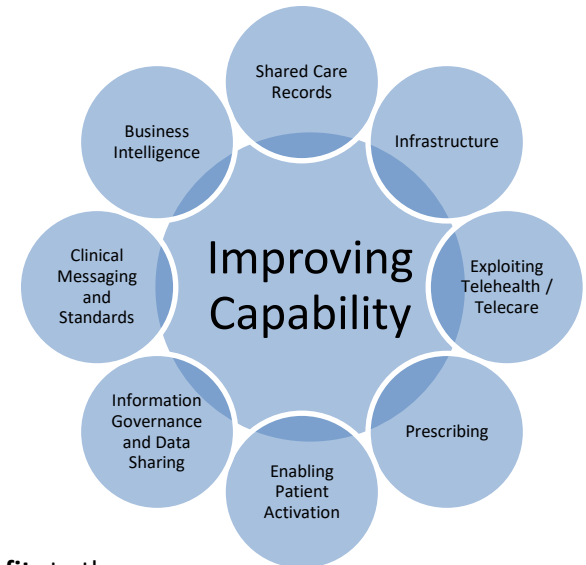 Shared Care
Records
Infrastructure
Exploiting
Telehealth /
Telecare
Prescribing
Enabling
Patient
Activation
Information
Governance
and Data
Sharing
Clinical
Messaging
and
Standards
Business
Intelligence
Improving
Capability